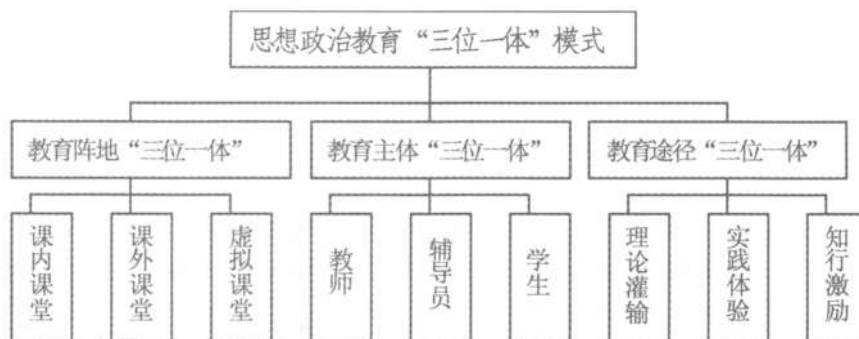 思想政治教育“三位一体”模式
教育阵地“三位一体”
教育主体“三位一体”
教育途径“三位一体”
课内课堂
课外课堂
虚拟课堂
教师
辅导员
学生
理论灌输
实践体验
知行激励